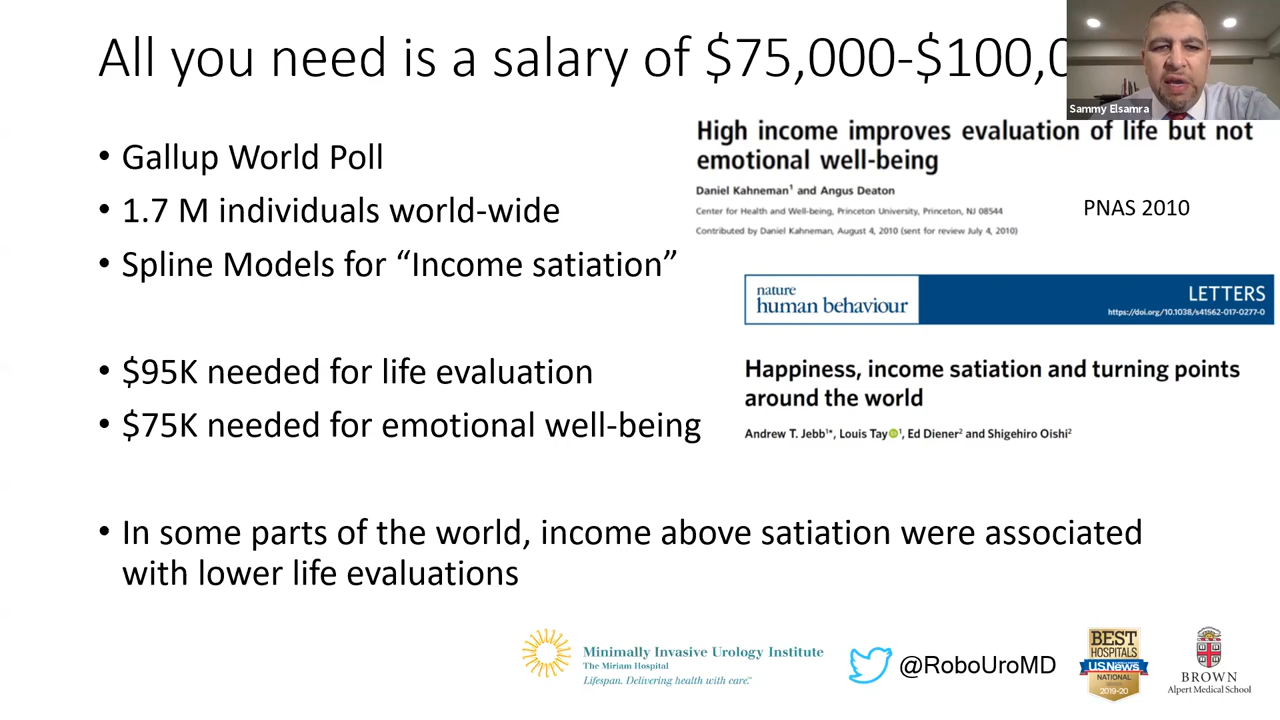 All you need is a salary of $75,000-$100,0
Sammy Elsamra
• Gallup World Poll
• 1.7 M individuals world-wide
• Spline Models for “Income satiation”
• $95K needed for life evaluation
• $75K needed for emotional well-being
High income improves evaluation of life but not
emotional well-being
Daniel Kahneman1 and Angus Deaton
Center for Health and Well-being, Princeton University, Princeton, NJ 08544
Contributed by Daniel Kahneman, August 4, 2010 (sent for review July 4, 2010)
PNAS 2010
nature
human behaviour
LETTERS
https://doi.org/10.1038/s41562-017-0277-0
Happiness, income satiation and turning points
around the world
Andrew T. Jebb1*, Louis Tay1, Ed Diener2 and Shigehiro Oishi2
• In some parts of the world, income above satiation were associated
with lower life evaluations
Minimally Invasive Urology Institute
The Miriam Hospital
Lifespan. Delivering health with care.
@RoboUroMD
BEST
HOSPITALS
U.S.News
NATIONAL
2019-20
BROWN
Alpert Medical School